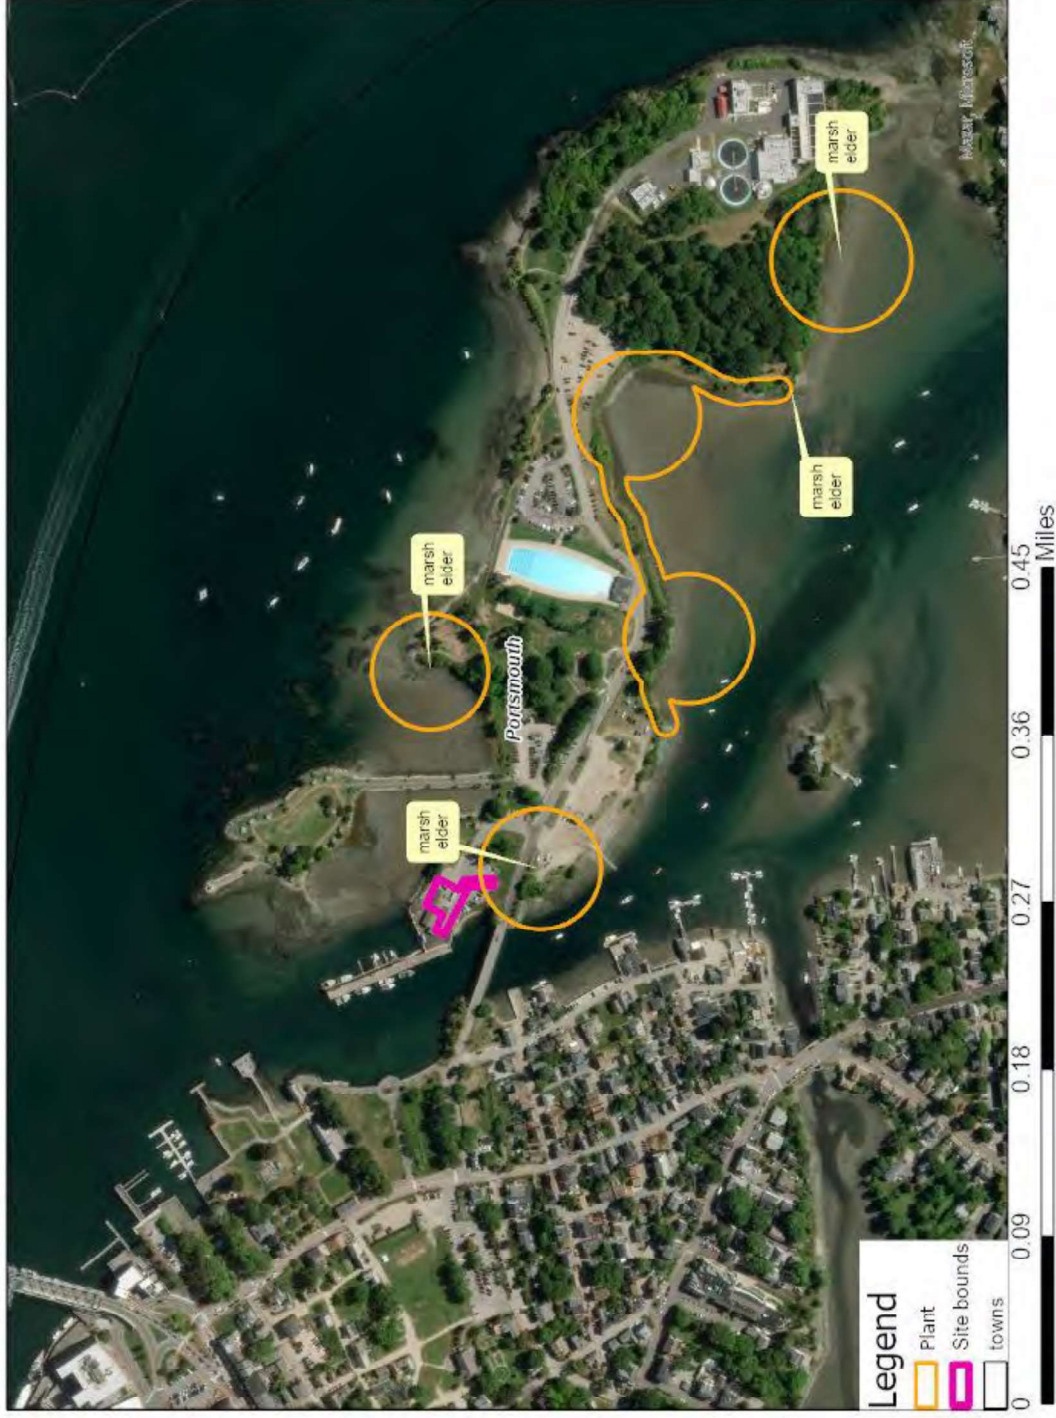 Maxar, Microsoft
marsh
elder
marsh
elder
marsh
elder
marsh
elder
Portsmouth
Legend
Plant
Site bounds
towns
0 0.09 0.18 0.27 0.36 0.45
Miles